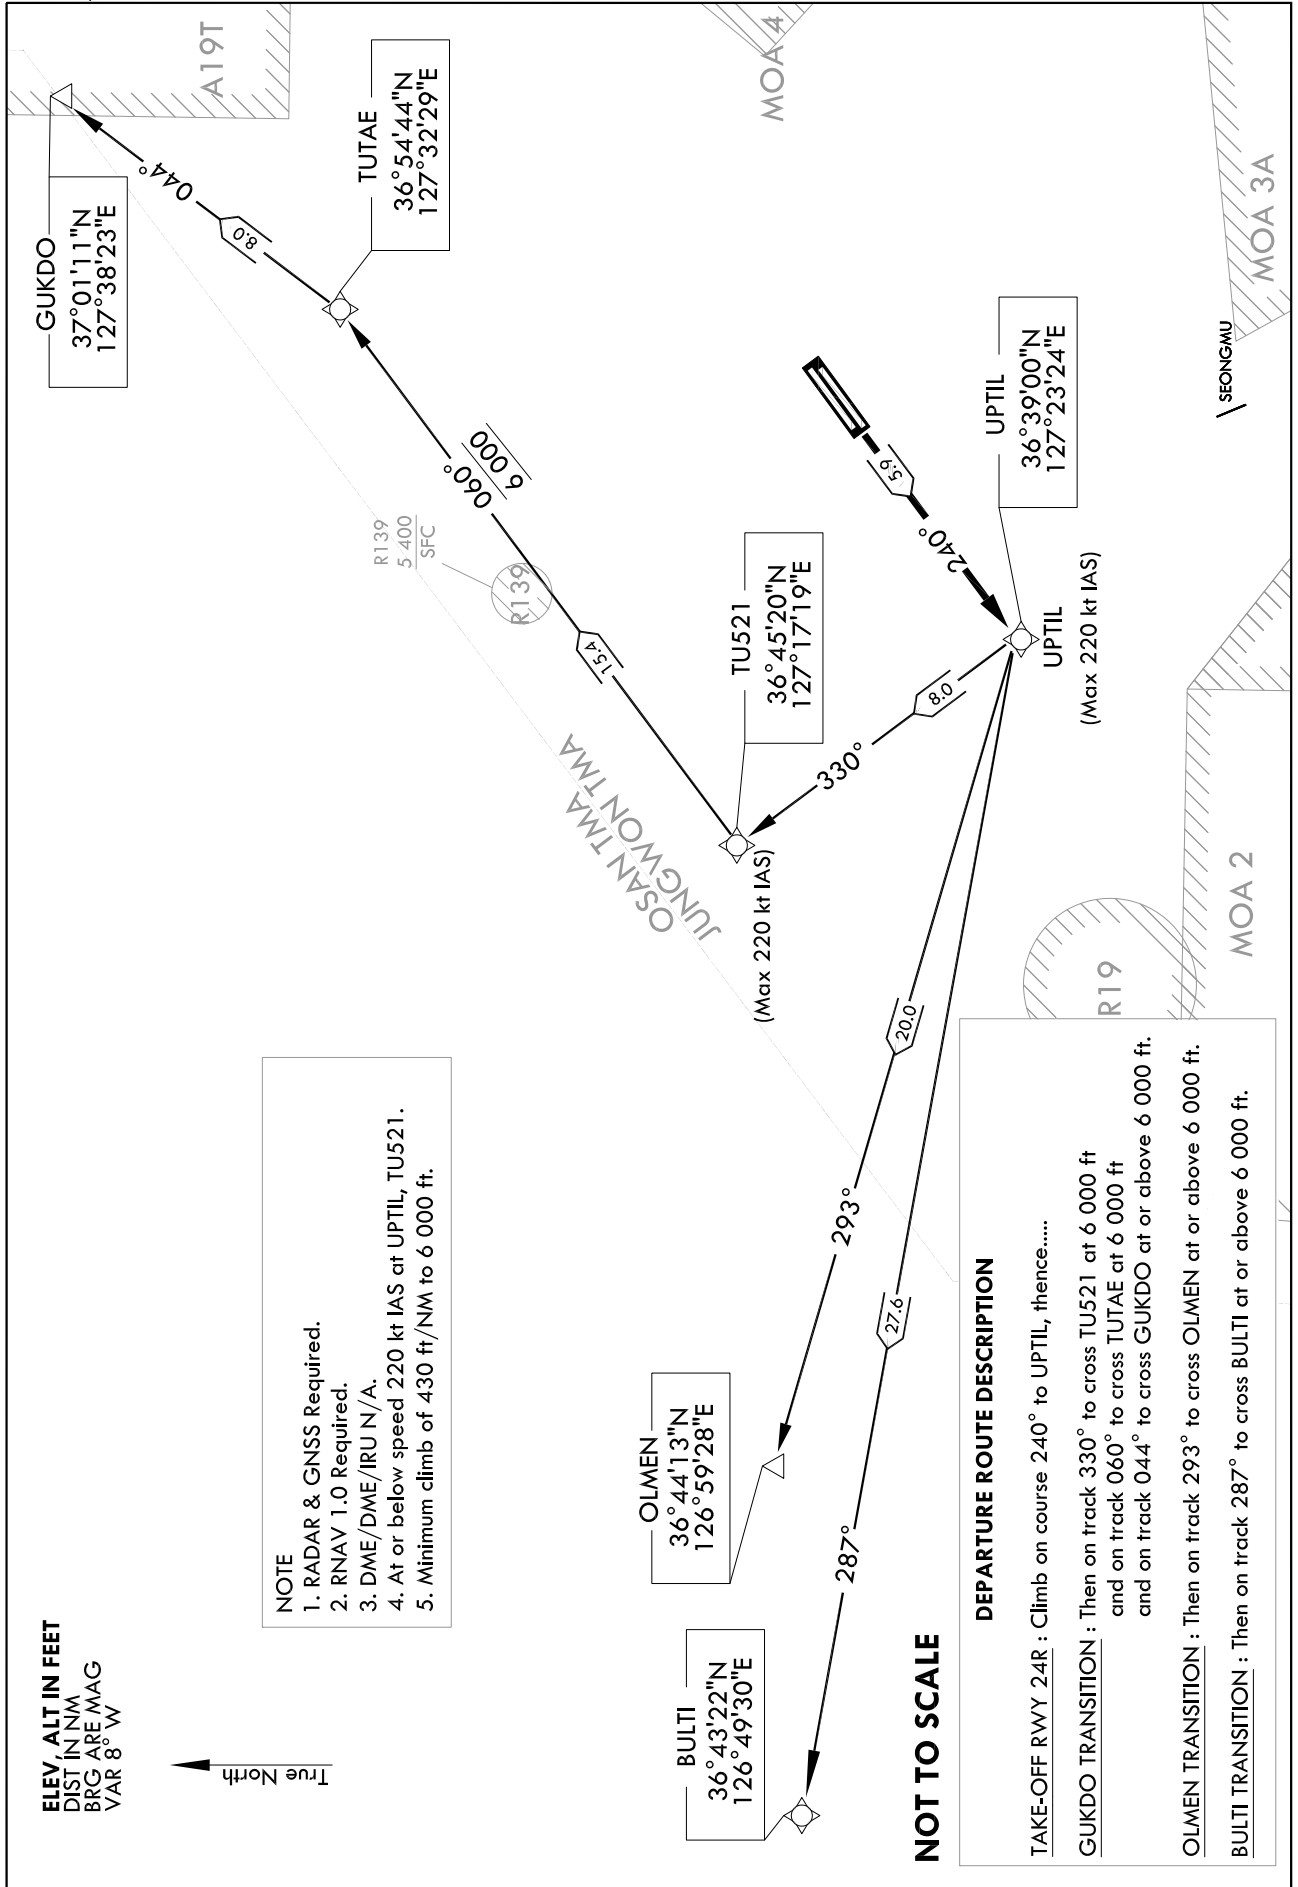 ELEV, ALT IN FEET
DIST IN NM
BRG ARE MAG
VAR 8° W
True North
NOTE
1. RADAR & GNSS Required.
2. RNAV 1.0 Required.
3. DME/DME/IRU N/A.
4. At or below speed 220 kt IAS at UPTIL, TU521.
5. Minimum climb of 430 ft/NM to 6 000 ft.
GUKDO
37°01'11"N
127°38'23"E
A19T
044°
8.0
TUTAE
36°54'44"N
127°32'29"E
060°
6 000
R139
5 400
SFC
R139
15.4
MOA 4
OSAN TMA
JUNGWON TMA
TU521
36°45'20"N
127°17'19"E
(Max 220 kt IAS)
330°
8.0
5.9
240°
UPTIL
36°39'00"N
127°23'24"E
UPTIL
(Max 220 kt IAS)
SEONGMU
MOA 3A
OLMEN
36°44'13"N
126°59'28"E
293°
20.0
BULTI
36°43'22"N
126°49'30"E
287°
27.6
R19
MOA 2
NOT TO SCALE
DEPARTURE ROUTE DESCRIPTION
TAKE-OFF RWY 24R : Climb on course 240° to UPTIL, thence.....
GUKDO TRANSITION : Then on track 330° to cross TU521 at 6 000 ft
and on track 060° to cross TUTAE at 6 000 ft
and on track 044° to cross GUKDO at or above 6 000 ft.
OLMEN TRANSITION : Then on track 293° to cross OLMEN at or above 6 000 ft.
BULTI TRANSITION : Then on track 287° to cross BULTI at or above 6 000 ft.